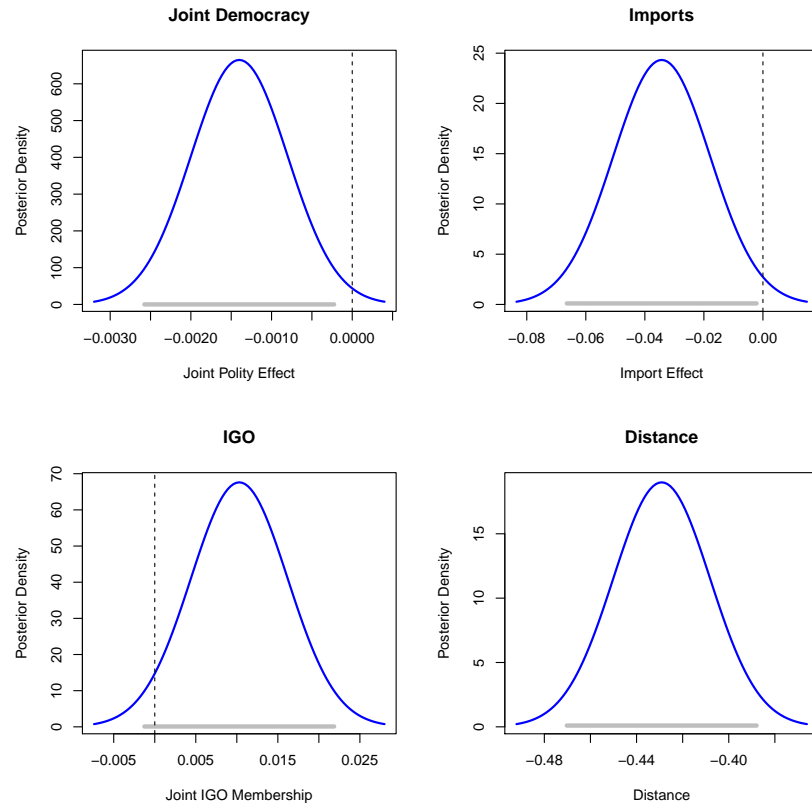 Joint Democracy
Posterior Density
0 100 200 300 400 500 600
−0.0030 −0.0020 −0.0010 0.0000
Joint Polity Effect
Imports
Posterior Density
0 5 10 15 20 25
−0.08 −0.06 −0.04 −0.02 0.00
Import Effect
IGO
Posterior Density
0 10 20 30 40 50 60 70
−0.005 0.005 0.015 0.025
Joint IGO Membership
Distance
Posterior Density
0 5 10 15
−0.48 −0.44 −0.40
Distance